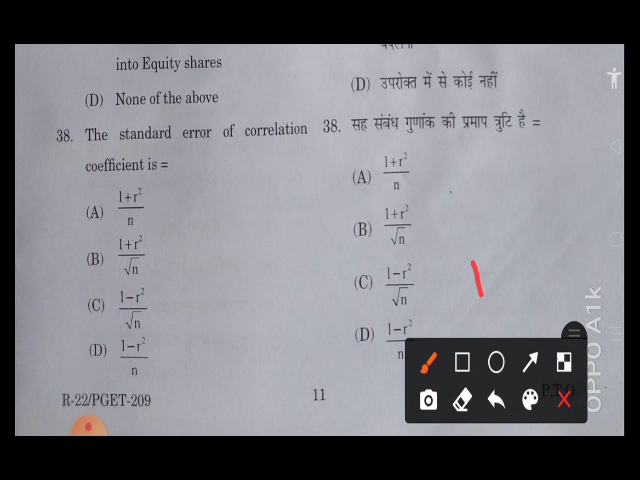 into Equity shares
(D) None of the above
38. The standard error of correlation
coefficient is =
(A) 1+r²/n
(B) 1+r²/√n
(C) 1−r²/√n
(D) 1−r²/n
R-22/PGET-209
(D) उपरोक्त में से कोई नहीं
38. सह संबंध गुणांक की प्रमाप त्रुटि है =
(A) 1+r²/n
(B) 1+r²/√n
(C) 1−r²/√n
(D) 1−r²/n
11
P.T.O.
OPPO A1k